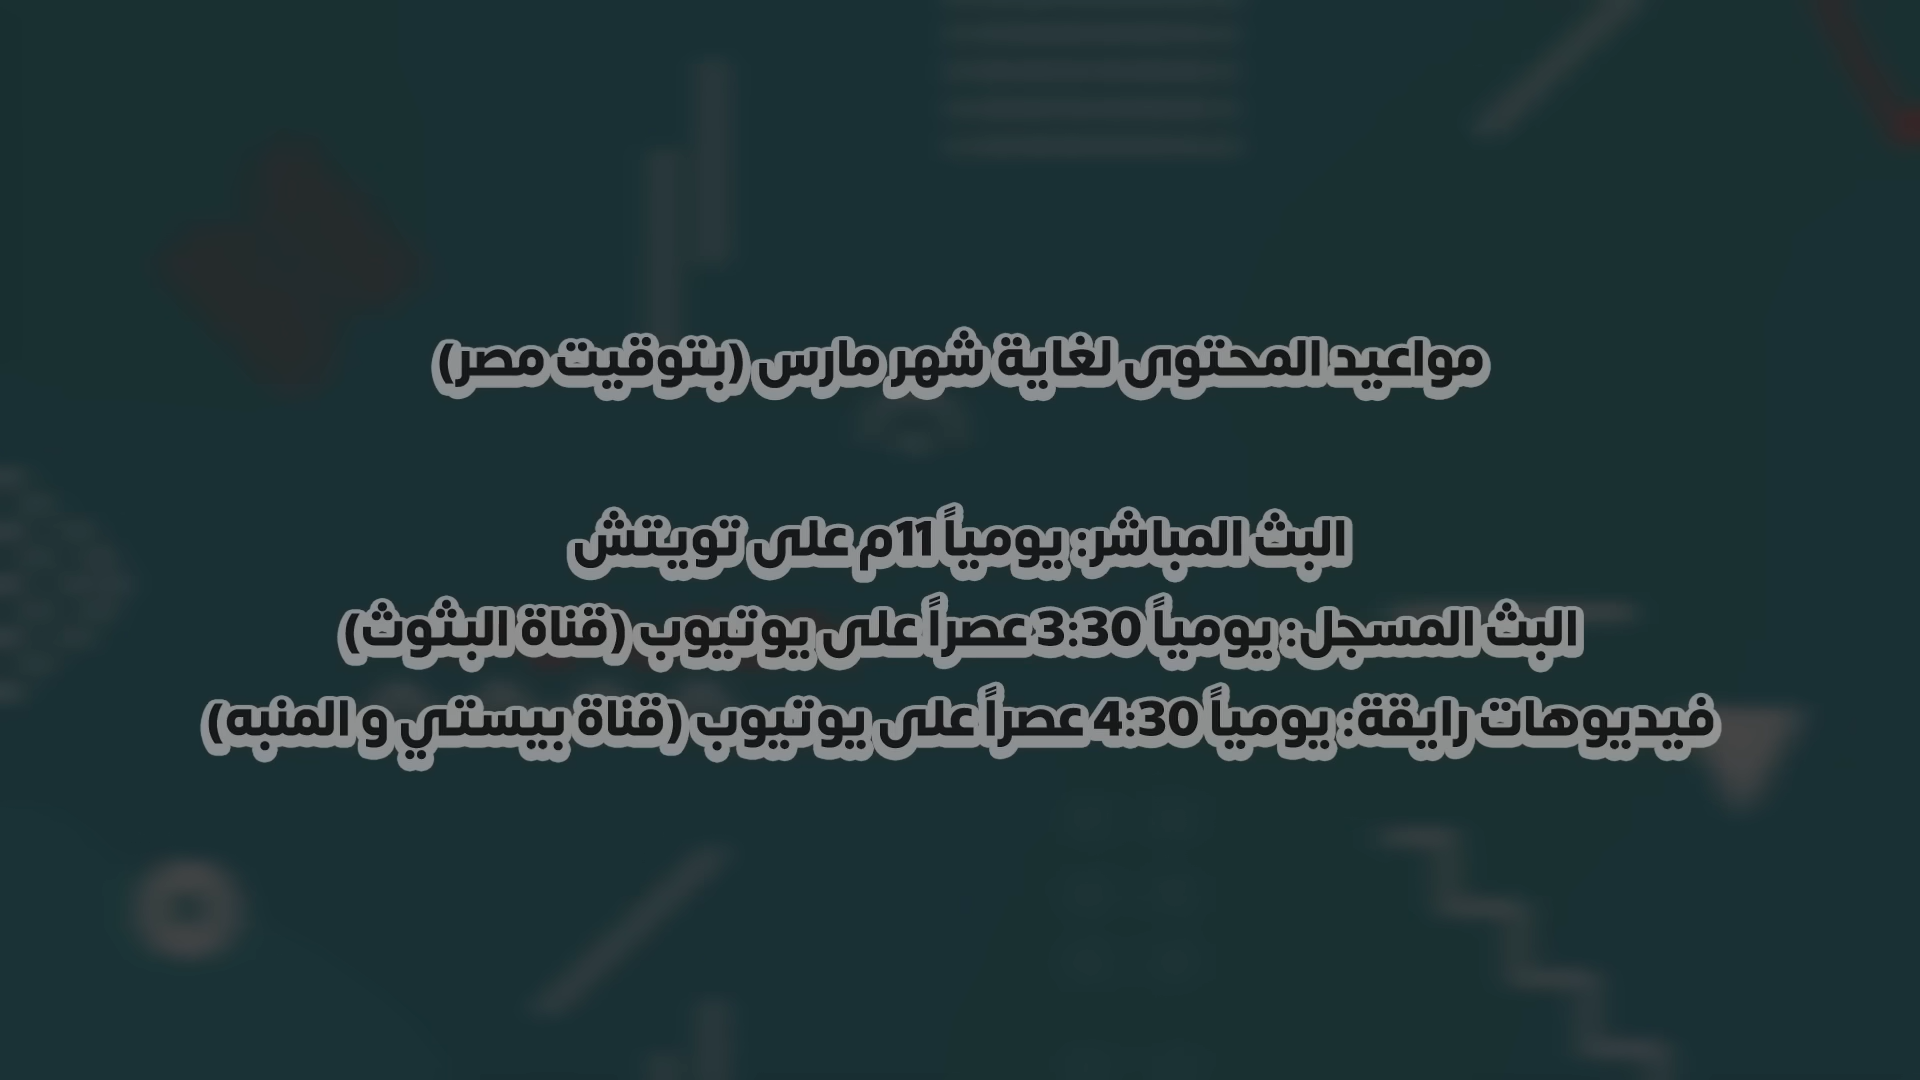 مواعيد المحتوى لغاية شهر مارس (بتوقيت مصر)
البث المباشر: يومياً 11م على تويتش
البث المسجل: يومياً 3:30 عصراً على يوتيوب (قناة البثوث)
فيديوهات رايقة: يومياً 4:30 عصراً على يوتيوب (قناة بيستي و المنبه)